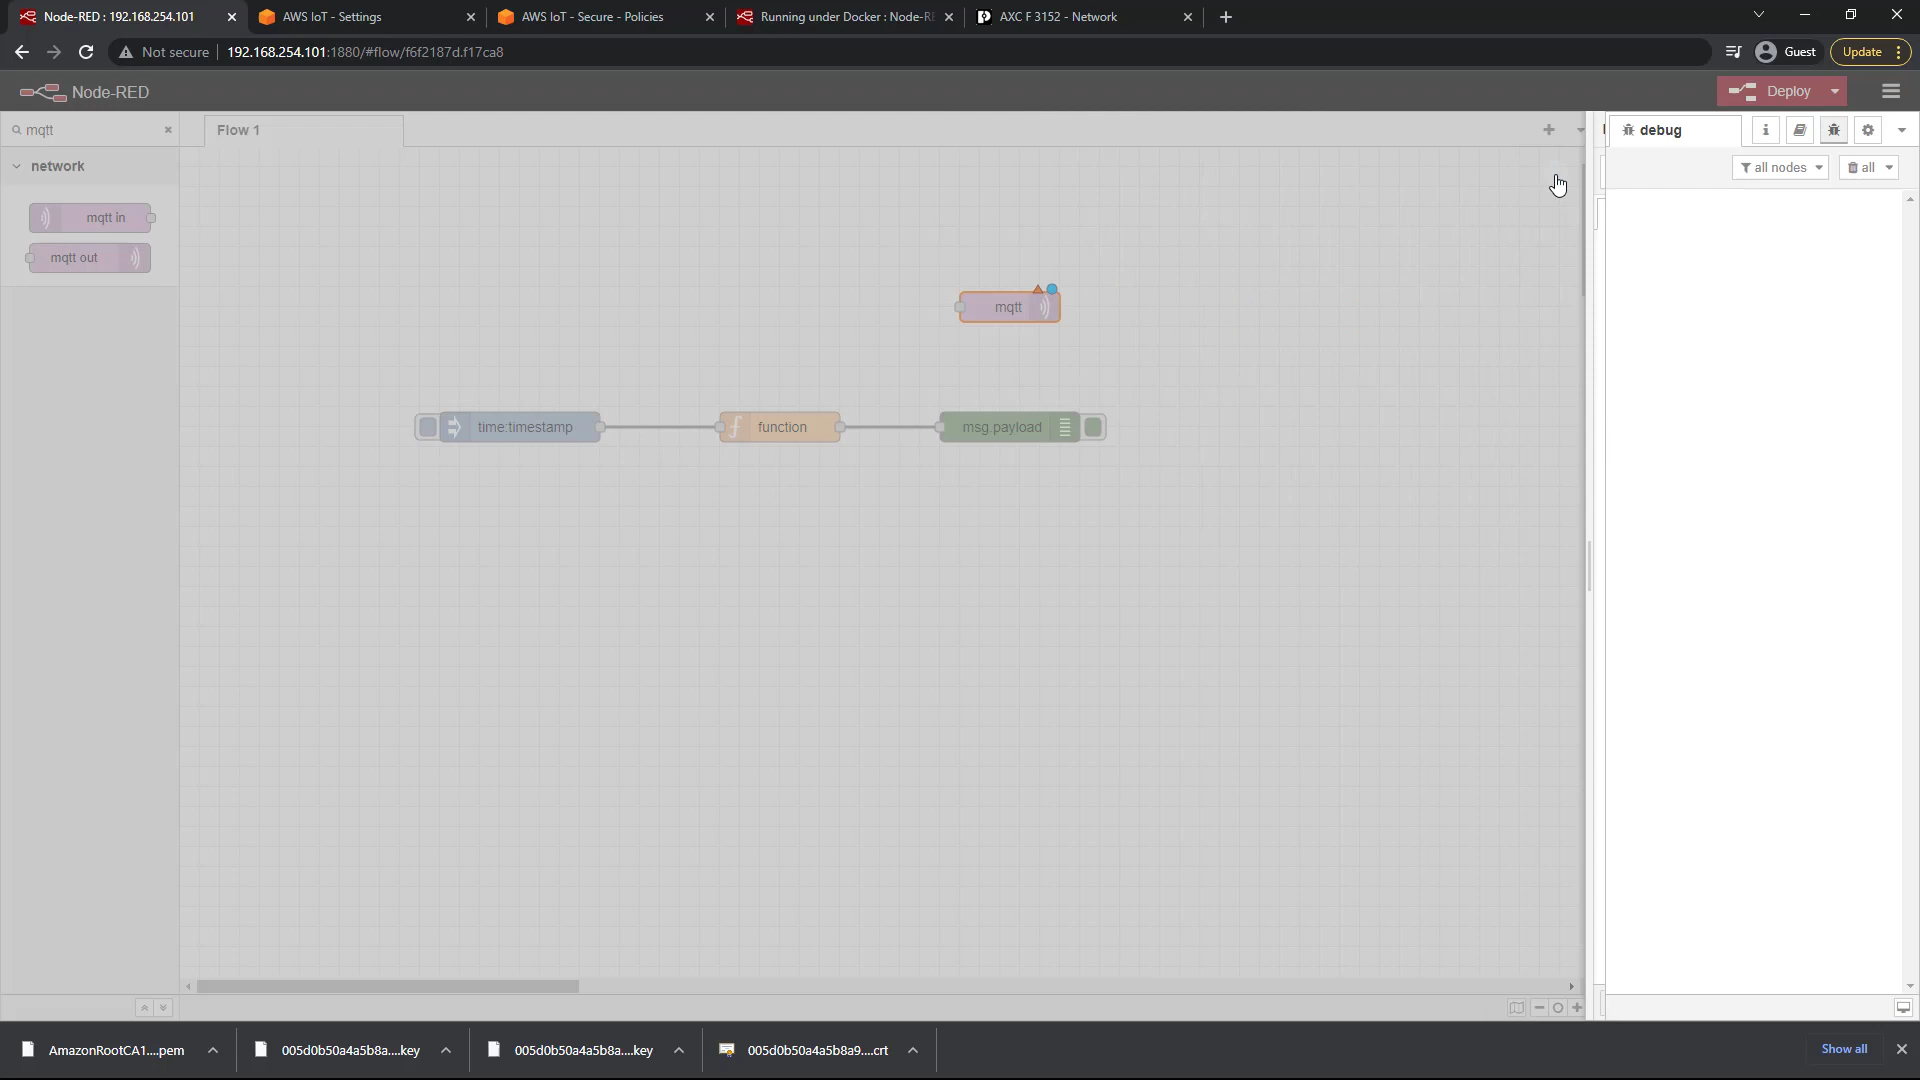 Node-RED : 192.168.254.101
AWS IoT - Settings
AWS IoT - Secure - Policies
Running under Docker : Node-RE
AXC F 3152 - Network
Not secure
192.168.254.101:1880/#flow/f6f2187d.f17ca8
Guest
Update
Node-RED
Deploy
mqtt
Flow 1
debug
network
all nodes
all
mqtt in
mqtt out
mqtt
time:timestamp
function
msg.payload
AmazonRootCA1....pem
005d0b50a4a5b8a....key
005d0b50a4a5b8a....key
005d0b50a4a5b8a9....crt
Show all